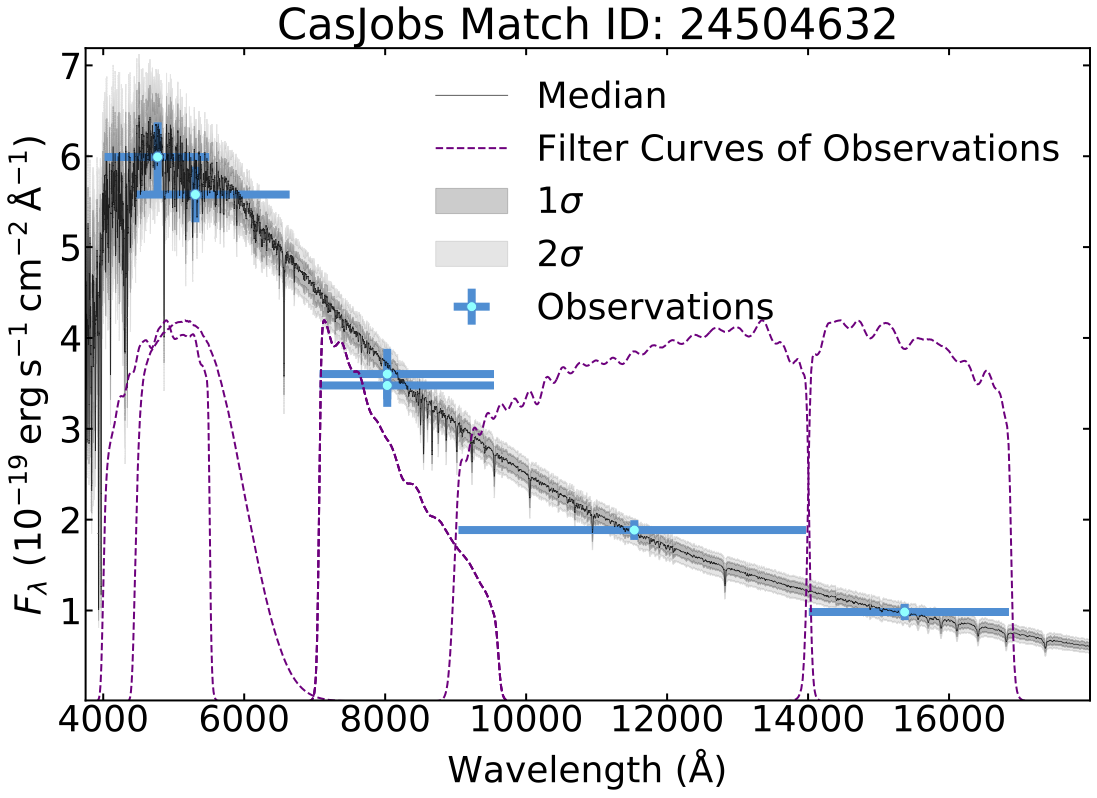 CasJobs Match ID: 24504632
Median
Filter Curves of Observations
1σ
2σ
Observations
7
6
5
4
3
2
1
F_λ (10⁻¹⁹ erg s⁻¹ cm⁻² Å⁻¹)
4000 6000 8000 10000 12000 14000 16000
Wavelength (Å)